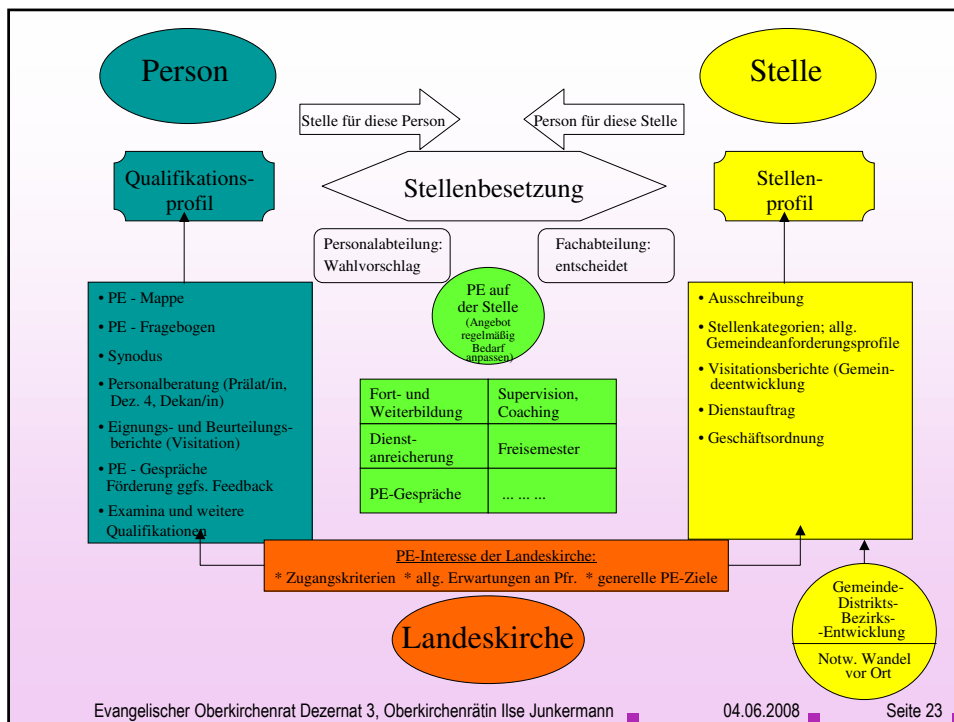 Person
Stelle
Stelle für diese Person
Person für diese Stelle
Qualifikations-
profil
Stellenbesetzung
Stellen-
profil
Personalabteilung:
Wahlvorschlag
Fachabteilung:
entscheidet
PE auf
der Stelle
(Angebot
regelmäßig
Bedarf
anpassen)
• PE - Mappe
• PE - Fragebogen
• Synodus
• Personalberatung (Prälat/in,
Dez. 4, Dekan/in)
• Eignungs- und Beurteilungs-
berichte (Visitation)
• PE - Gespräche
Förderung ggfs. Feedback
• Examina und weitere
Qualifikationen
Fort- und
Weiterbildung
Supervision,
Coaching
Dienst-
anreicherung
Freisemester
PE-Gespräche
... ... ...
• Ausschreibung
• Stellenkategorien; allg.
Gemeindeanforderungsprofile
• Visitationsberichte (Gemein-
deentwicklung
• Dienstauftrag
• Geschäftsordnung
PE-Interesse der Landeskirche:
* Zugangskriterien * allg. Erwartungen an Pfr. * generelle PE-Ziele
Landeskirche
Gemeinde-
Distrikts-
Bezirks-
-Entwicklung
Notw. Wandel
vor Ort
Evangelischer Oberkirchenrat Dezernat 3, Oberkirchenrätin Ilse Junkermann 04.06.2008 Seite 23